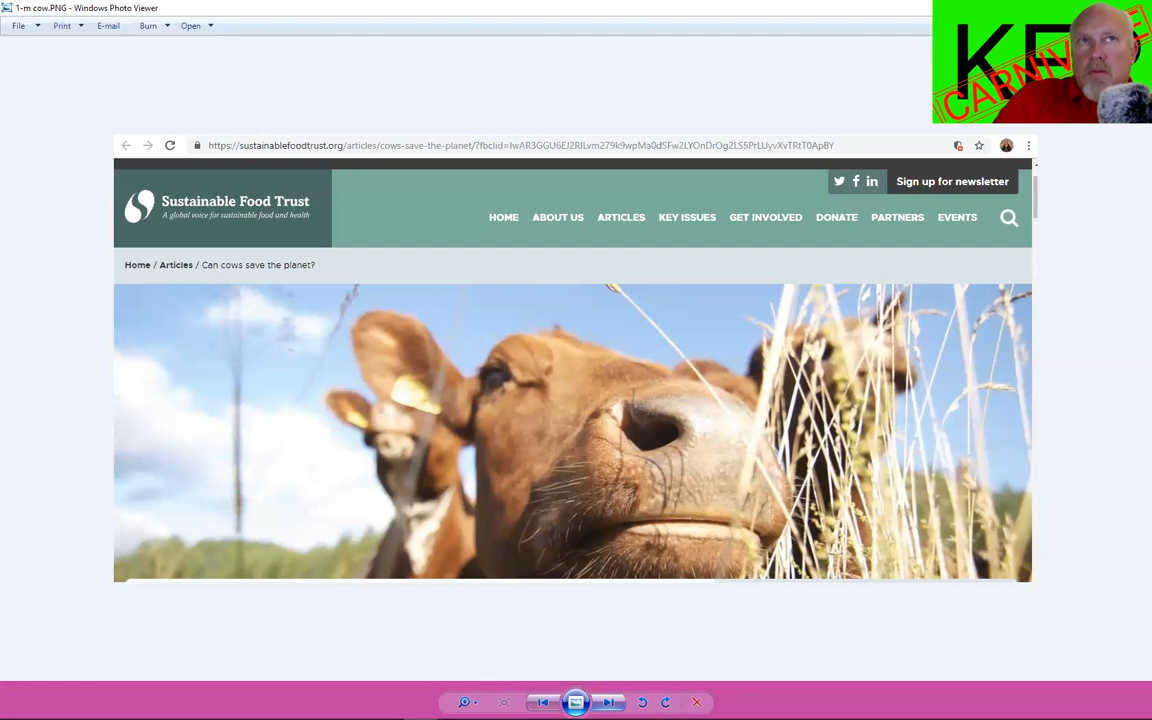 1-m cow.PNG - Windows Photo Viewer
File Print E-mail Burn Open
CARNIV
https://sustainablefoodtrust.org/articles/cows-save-the-planet/?fbclid=
Sustainable Food Trust
A global voice for sustainable food and health
Sign up for newsletter
HOME ABOUT US ARTICLES KEY ISSUES GET INVOLVED DONATE PARTNERS EVENTS
Home / Articles / Can cows save the planet?